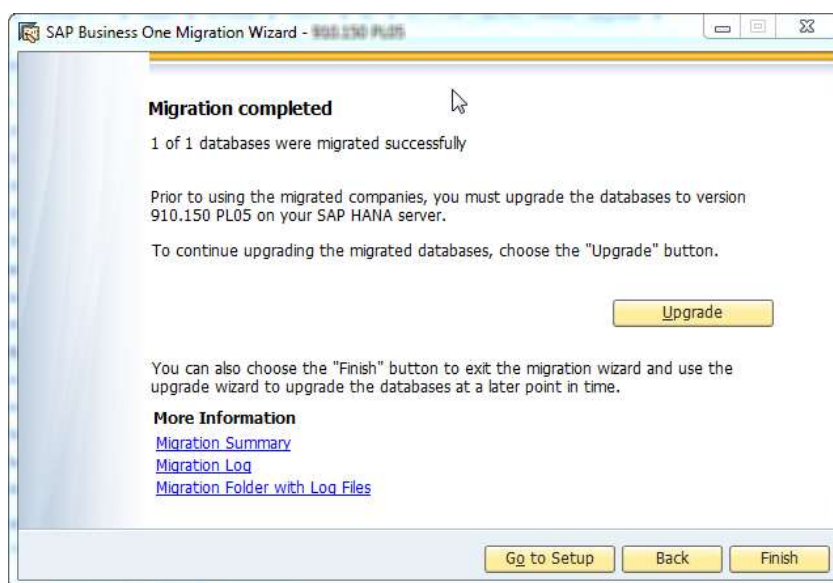 SAP Business One Migration Wizard -
Migration completed
1 of 1 databases were migrated successfully
Prior to using the migrated companies, you must upgrade the databases to version
910.150 PL05 on your SAP HANA server.
To continue upgrading the migrated databases, choose the "Upgrade" button.
Upgrade
You can also choose the "Finish" button to exit the migration wizard and use the
upgrade wizard to upgrade the databases at a later point in time.
More Information
Migration Summary
Migration Log
Migration Folder with Log Files
Go to Setup
Back
Finish